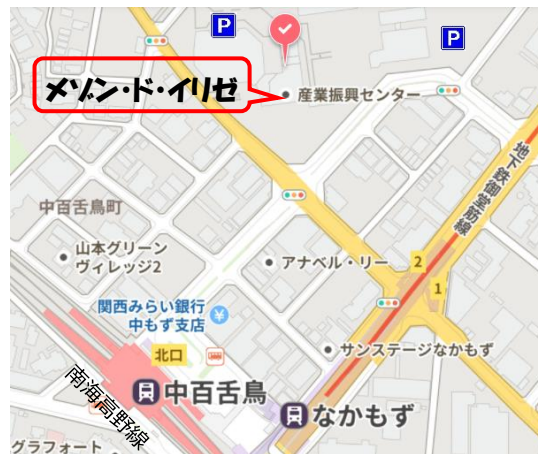 P
P
メゾン・ド・イリゼ
産業振興センター
地下鉄御堂筋線
中百舌鳥町
山本グリーン
ヴィレッジ2
アナベル・リー
2
1
関西みらい銀行
中もず支店
¥
北口
サンステージなかもず
中百舌鳥
なかもず
南海高野線
グラフォート